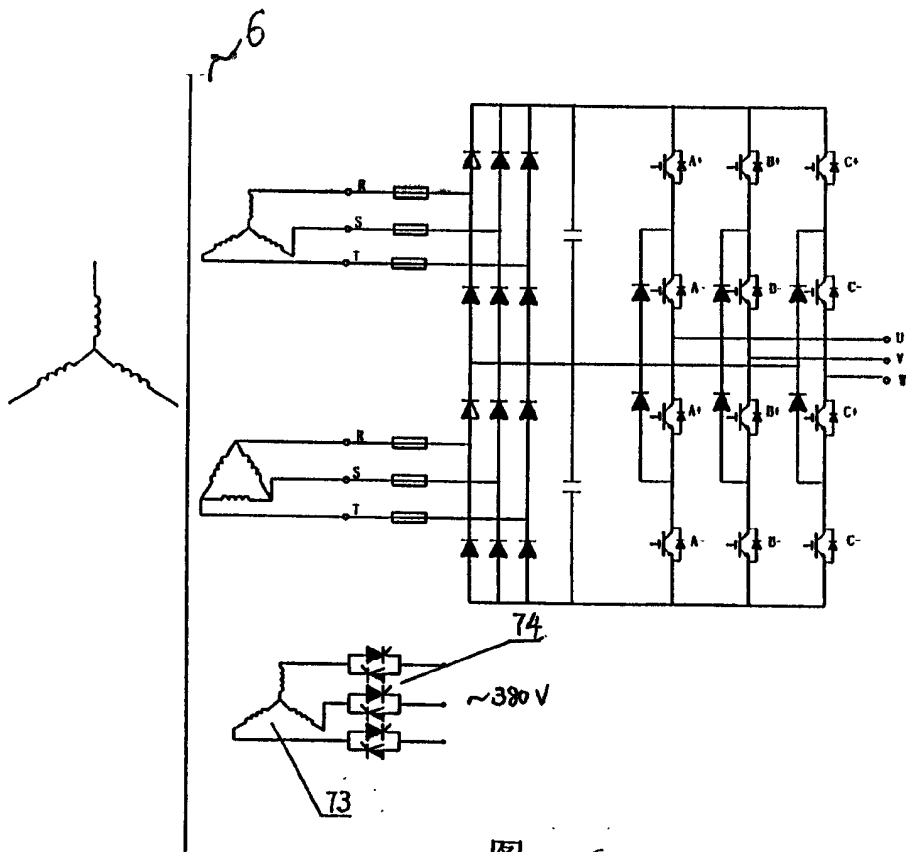 6
A+ B+ C+
R
S
T
A- B- C-
U
V
W
A+ B+ C+
R
S
T
A- B- C-
74
~380V
73
图